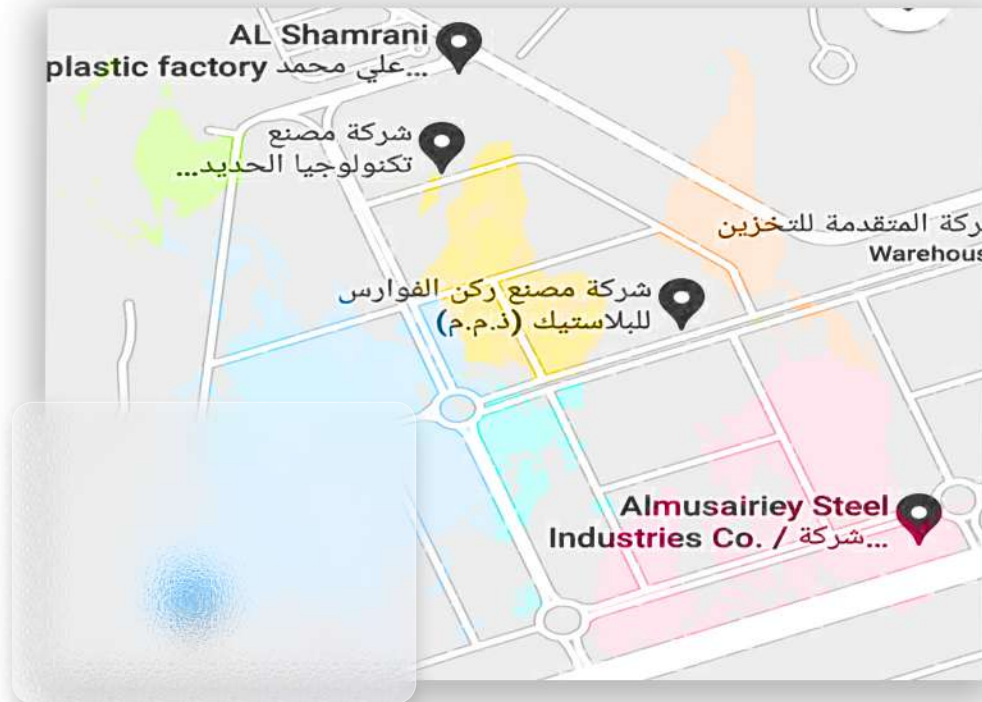 AL Shamrani
plastic factory علي محمد...
شركة مصنع
تكنولوجيا الحديد...
ركة المتقدمة للتخزين
Warehous
شركة مصنع ركن الفوارس
للبلاستيك (ذ.م.م)
Almusairiey Steel
Industries Co. / شركة...